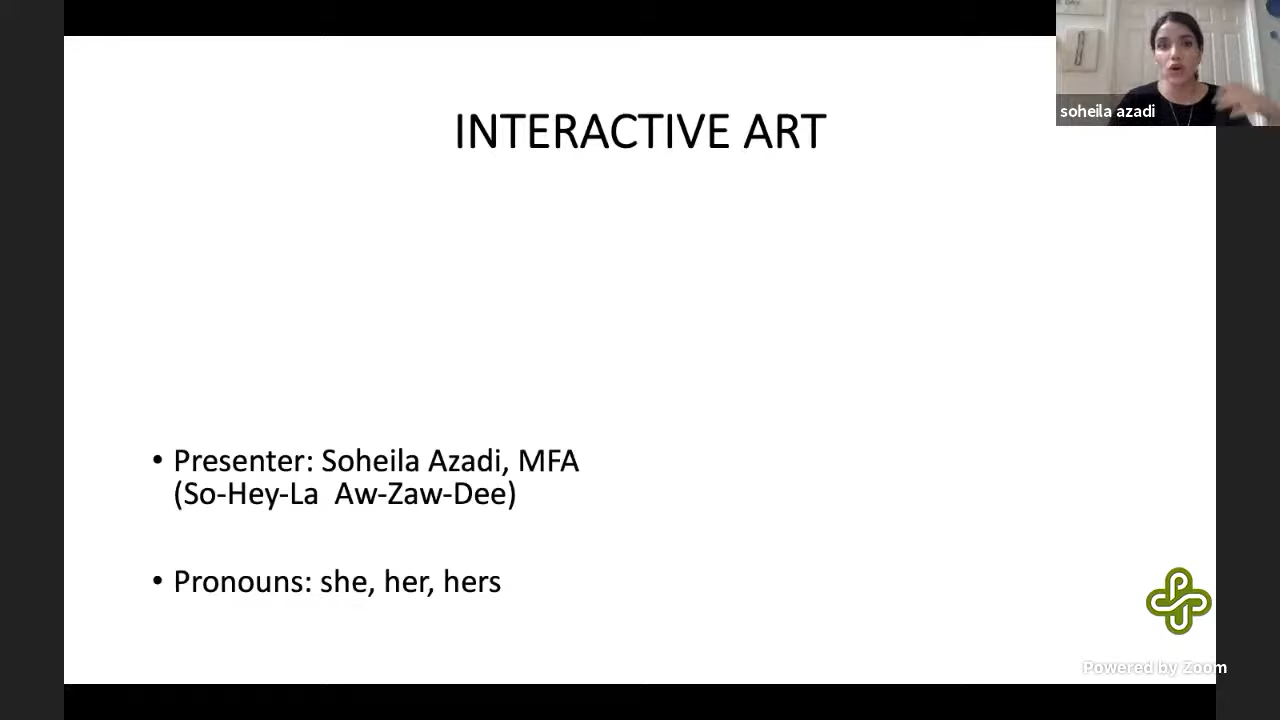 INTERACTIVE ART
soheila azadi
• Presenter: Soheila Azadi, MFA
(So-Hey-La Aw-Zaw-Dee)
• Pronouns: she, her, hers
Powered by Zoom